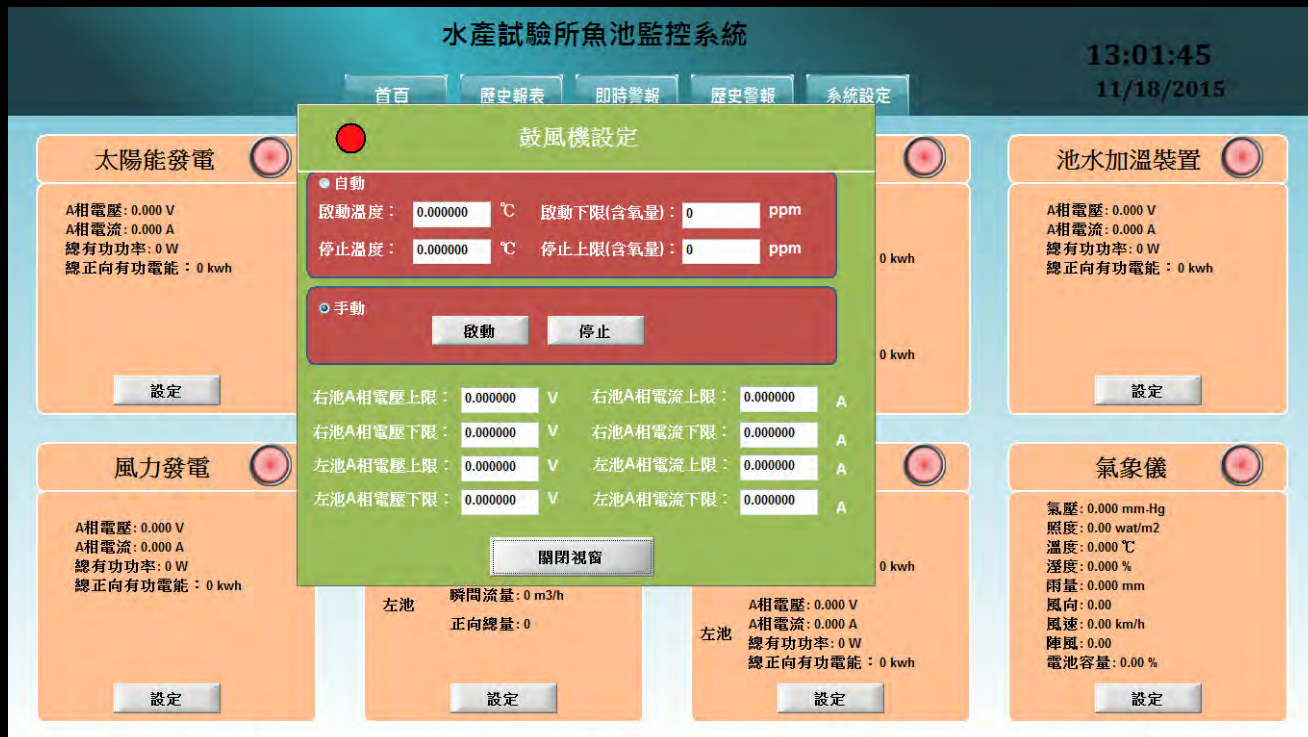 水產試驗所魚池監控系統
13:01:45
11/18/2015
首頁
歷史報表
即時警報
歷史警報
系統設定
太陽能發電
A相電壓: 0.000 V
A相電流: 0.000 A
總有功功率: 0 W
總正向有功電能：0 kwh
設定
鼓風機設定
自動
啟動溫度： 0.000000 ℃ 啟動下限(含氧量)： 0 ppm
停止溫度： 0.000000 ℃ 停止上限(含氧量)： 0 ppm
手動
啟動 停止
右池A相電壓上限： 0.000000 V 右池A相電流上限： 0.000000 A
右池A相電壓下限： 0.000000 V 右池A相電流下限： 0.000000 A
左池A相電壓上限： 0.000000 V 左池A相電流上限： 0.000000 A
左池A相電壓下限： 0.000000 V 左池A相電流下限： 0.000000 A
關閉視窗
0 kwh
0 kwh
池水加溫裝置
A相電壓: 0.000 V
A相電流: 0.000 A
總有功功率: 0 W
總正向有功電能：0 kwh
設定
風力發電
A相電壓: 0.000 V
A相電流: 0.000 A
總有功功率: 0 W
總正向有功電能：0 kwh
設定
左池
瞬間流量: 0 m3/h
正向總量: 0
設定
0 kwh
左池
A相電壓: 0.000 V
A相電流: 0.000 A
總有功功率: 0 W
總正向有功電能：0 kwh
設定
氣象儀
氣壓: 0.000 mm-Hg
照度: 0.00 wat/m2
溫度: 0.000 ℃
溼度: 0.000 %
雨量: 0.000 mm
風向: 0.00
風速: 0.00 km/h
陣風: 0.00
電池容量: 0.00 %
設定